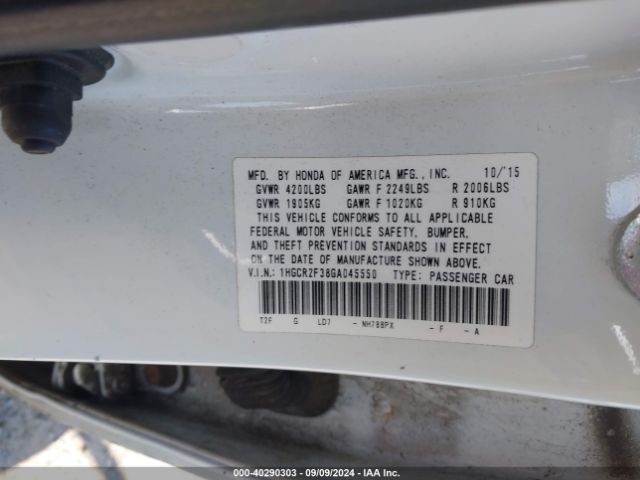 MFD. BY HONDA OF AMERICA MFG., INC. 10/'15
GVWR 4200LBS GAWR F 2249LBS R 2006LBS
GVWR 1905KG GAWR F 1020KG R 910KG
THIS VEHICLE CONFORMS TO ALL APPLICABLE
FEDERAL MOTOR VEHICLE SAFETY, BUMPER,
AND THEFT PREVENTION STANDARDS IN EFFECT
ON THE DATE OF MANUFACTURE SHOWN ABOVE.
V.I.N.: 1HGCR2F38GA045550 TYPE: PASSENGER CAR
T2F G LD7 - NH788PX - F - A
000-40290303 - 09/09/2024 - IAA Inc.